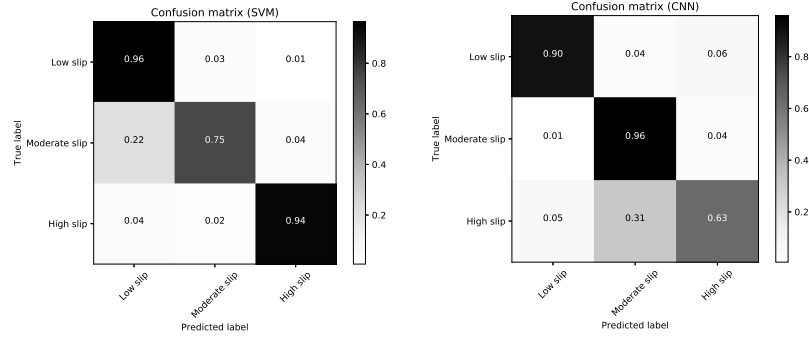 Confusion matrix (SVM)
True label
Low slip
Moderate slip
High slip
0.96 0.03 0.01
0.22 0.75 0.04
0.04 0.02 0.94
Low slip
Moderate slip
High slip
Predicted label
0.8
0.6
0.4
0.2
Confusion matrix (CNN)
True label
Low slip
Moderate slip
High slip
0.90 0.04 0.06
0.01 0.96 0.04
0.05 0.31 0.63
Low slip
Moderate slip
High slip
Predicted label
0.8
0.6
0.4
0.2